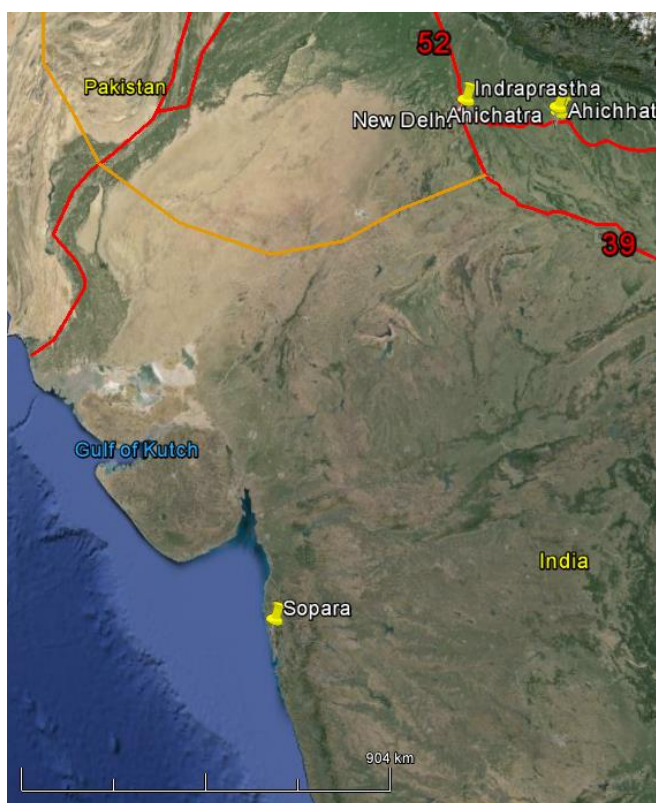 52
Pakistan
Indraprastha
Ahichhat
New Delhi Ahichatra
39
Gulf of Kutch
India
Sopara
904 km